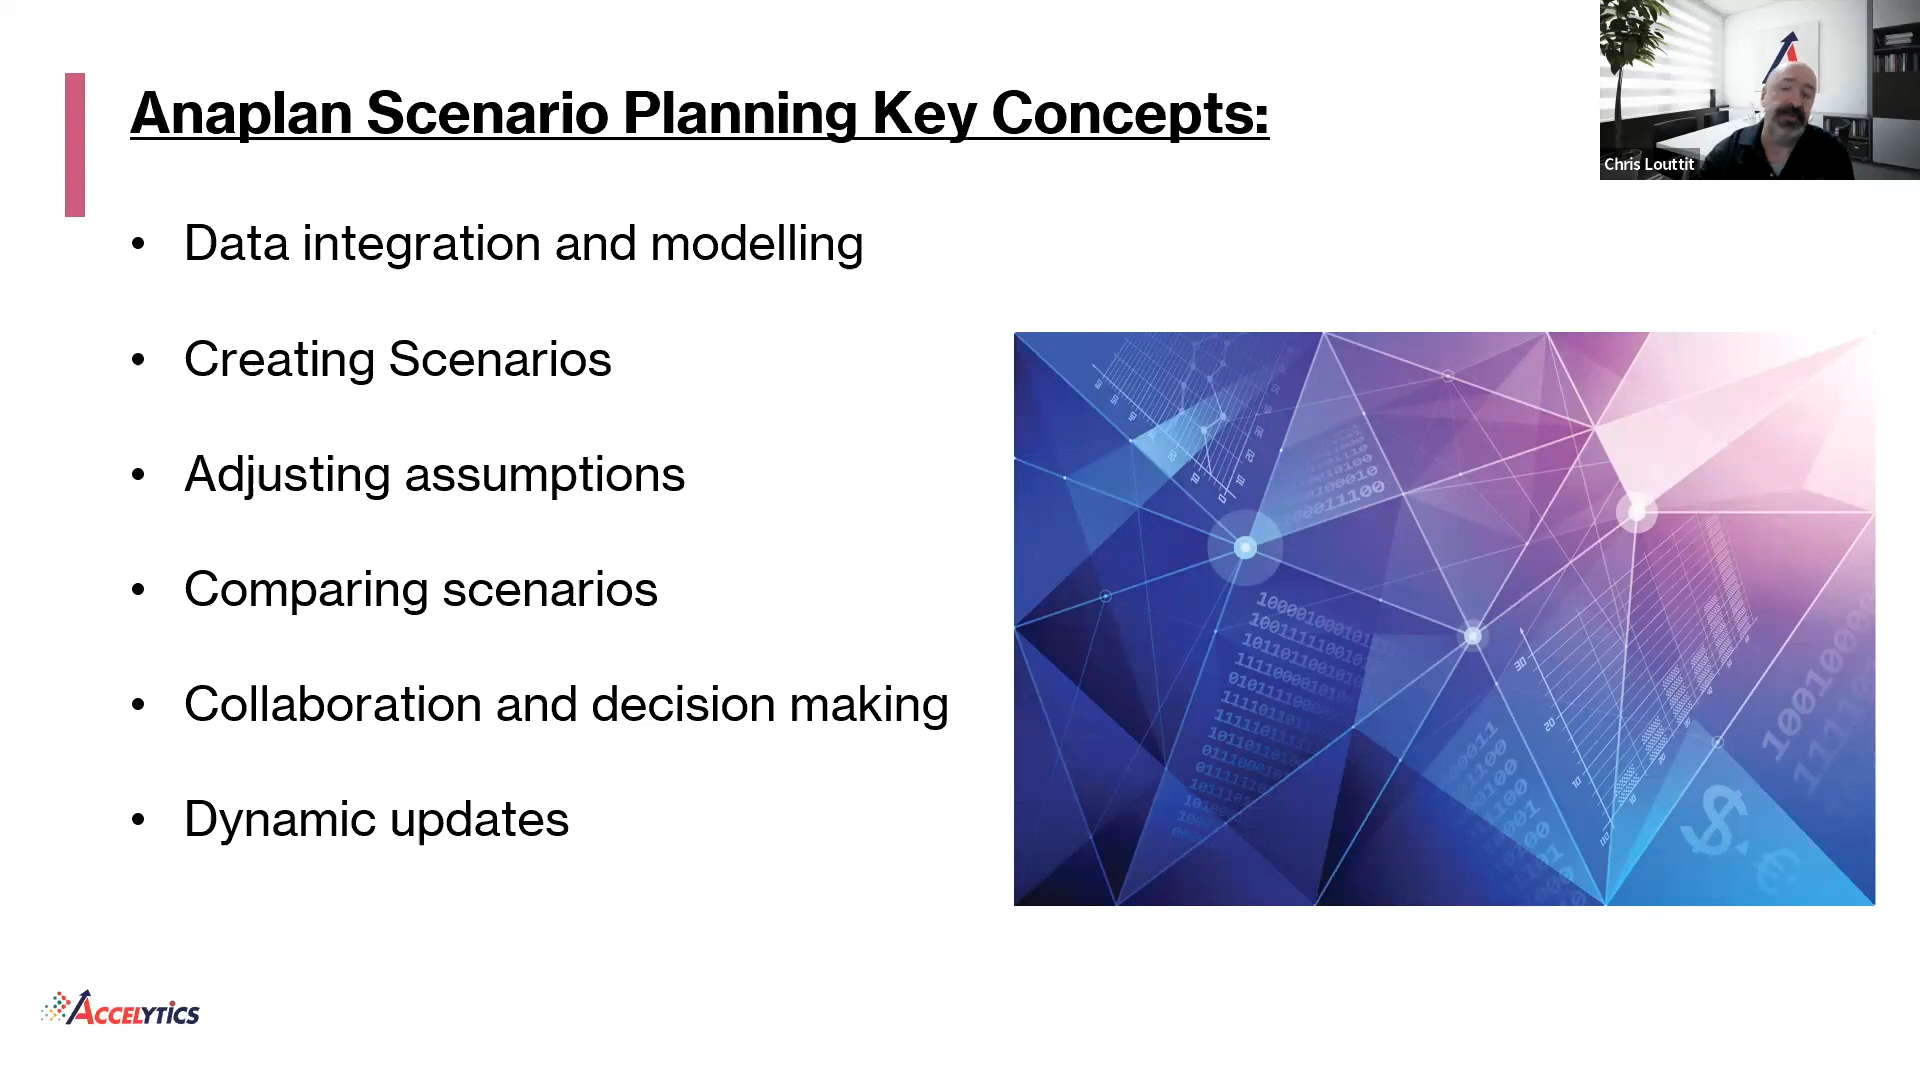 Anaplan Scenario Planning Key Concepts:
Chris Louttit
• Data integration and modelling
• Creating Scenarios
• Adjusting assumptions
• Comparing scenarios
• Collaboration and decision making
• Dynamic updates
ACCELYTICS